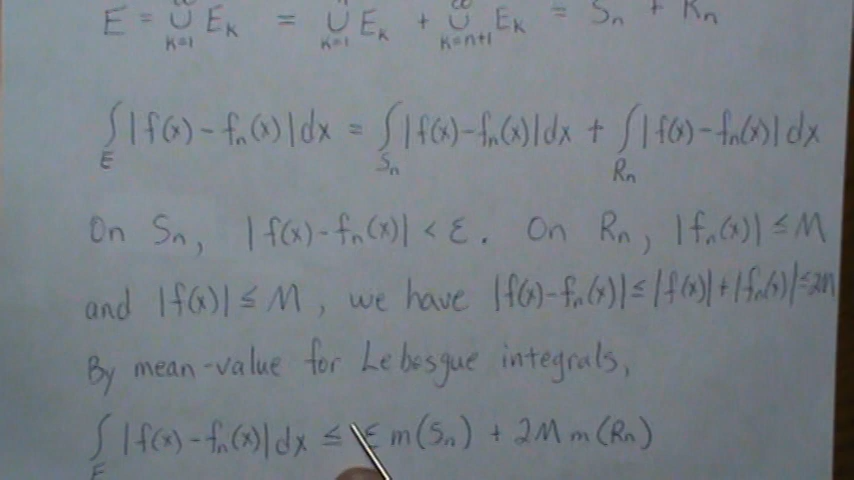 E = ∪_{k=1}^{∞} E_k = ∪_{k=1}^{n} E_k + ∪_{k=n+1}^{∞} E_k = S_n + R_n
∫_E |f(x) - f_n(x)| dx = ∫_{S_n} |f(x) - f_n(x)| dx + ∫_{R_n} |f(x) - f_n(x)| dx
On S_n, |f(x) - f_n(x)| < ε. On R_n, |f_n(x)| ≤ M
and |f(x)| ≤ M, we have |f(x) - f_n(x)| ≤ |f(x)| + |f_n(x)| ≤ 2M
By mean-value for Lebesgue integrals,
∫_E |f(x) - f_n(x)| dx ≤ ε m(S_n) + 2M m(R_n)